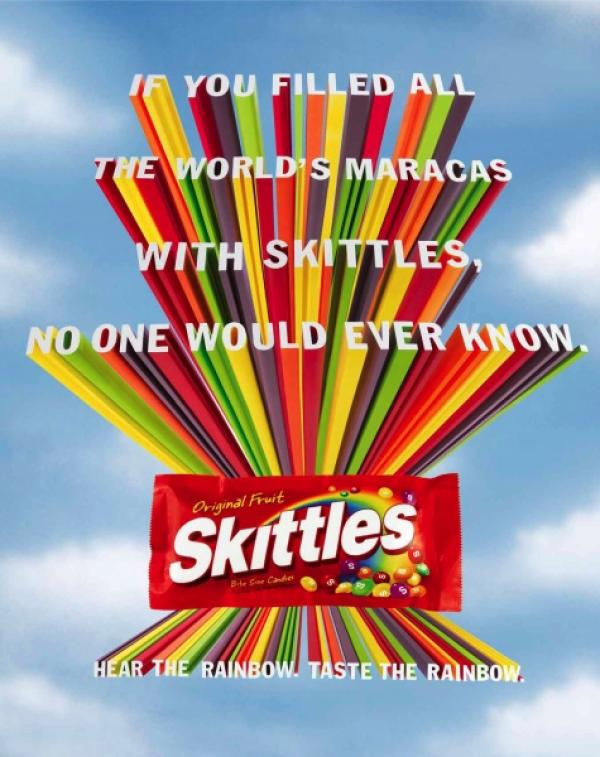 IF YOU FILLED ALL
THE WORLD'S MARACAS
WITH SKITTLES,
NO ONE WOULD EVER KNOW.
Original Fruit
Skittles
Bite Size Candies
S S S S S
HEAR THE RAINBOW. TASTE THE RAINBOW.